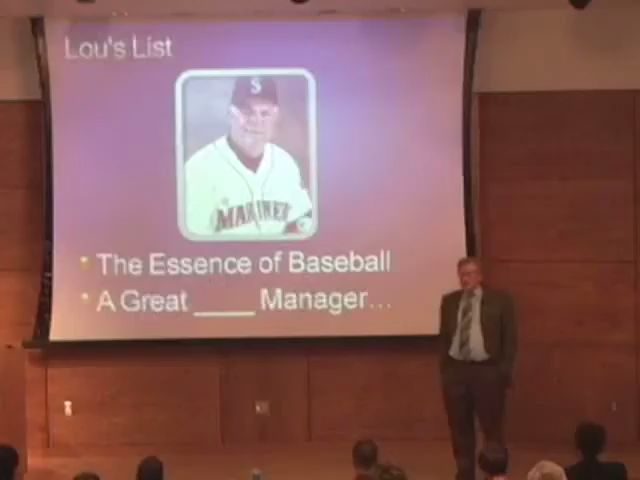 Lou's List
S
MARINERS
The Essence of Baseball
A Great ____ Manager...